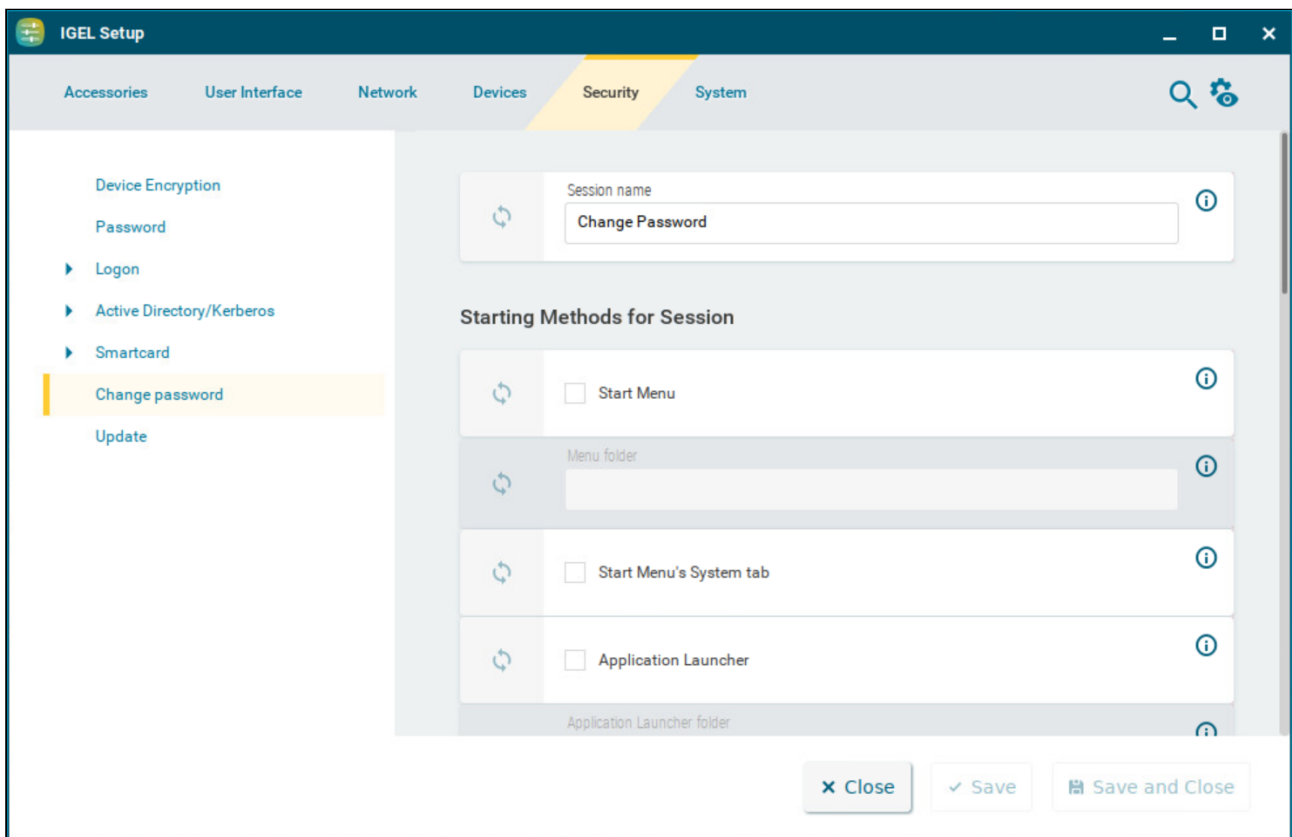 IGEL Setup
Accessories
User Interface
Network
Devices
Security
System
Device Encryption
Password
Logon
Active Directory/Kerberos
Smartcard
Change password
Update
Session name
Change Password
Starting Methods for Session
Start Menu
Menu folder
Start Menu's System tab
Application Launcher
Application Launcher folder
Close
Save
Save and Close